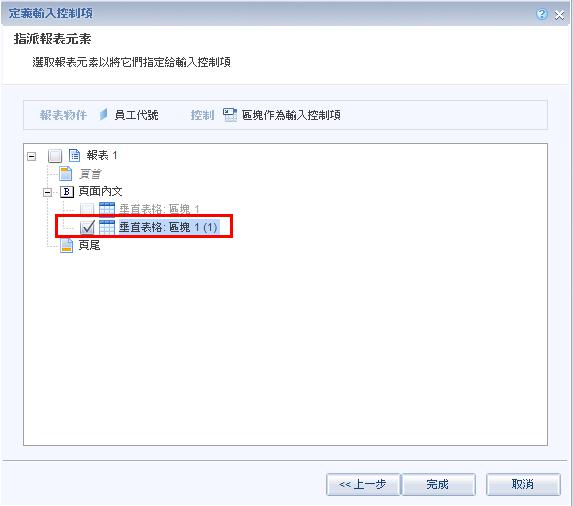 定義輸入控制項
指派報表元素
選取報表元素以將它們指定給輸入控制項
報表物件 員工代號 控制 區塊作為輸入控制項
報表 1
頁首
B 頁面內文
垂直表格: 區塊 1
垂直表格: 區塊 1 (1)
頁尾
<< 上一步 完成 取消